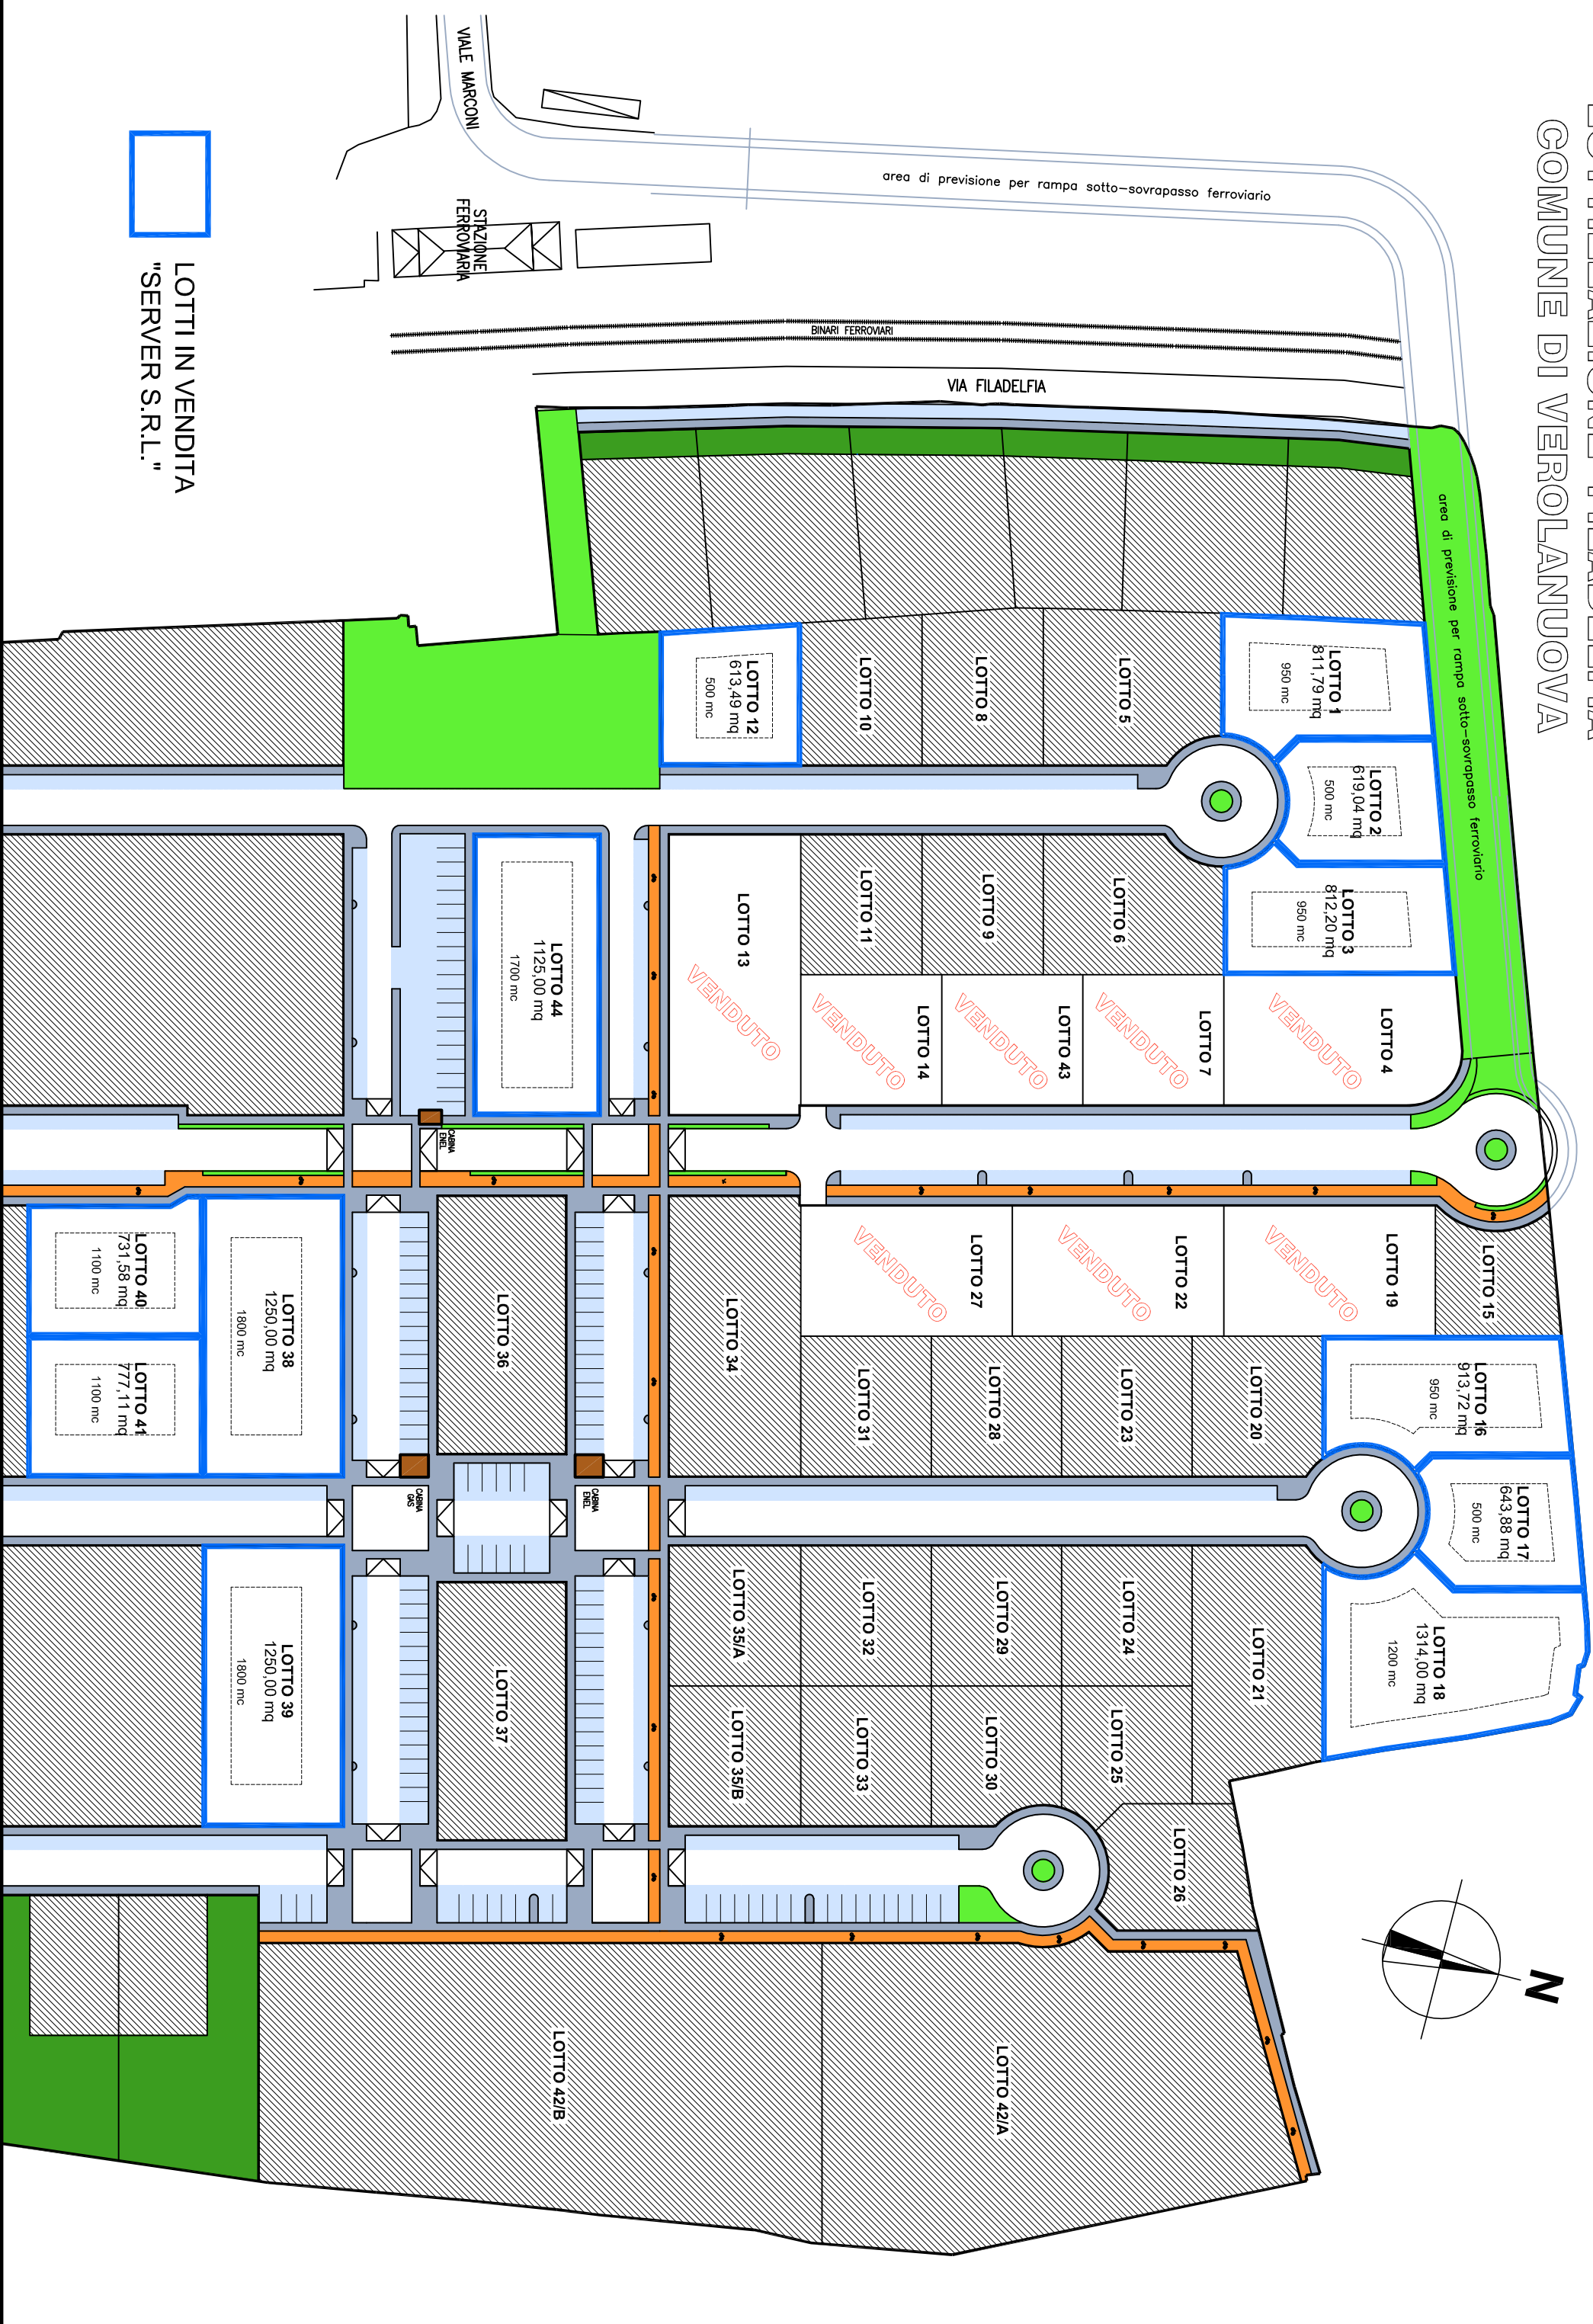 COMUNE DI VEROLANUOVA
VIALE MARCONI
STAZIONE
FERROVIARIA
area di previsione per rampa sotto-sovrapasso ferroviario
BINARI FERROVIARI
VIA FILADELFIA
area di previsione per rampa sotto-sovrapasso ferroviario
LOTTI IN VENDITA
"SERVER S.R.L."
LOTTO 1
811,79 mq
950 mc
LOTTO 5
LOTTO 8
LOTTO 10
LOTTO 12
613,49 mq
500 mc
LOTTO 2
619,04 mq
500 mc
LOTTO 3
812,20 mq
950 mc
LOTTO 6
LOTTO 9
LOTTO 11
LOTTO 13
VENDUTO
LOTTO 44
1125,00 mq
1700 mc
LOTTO 4
VENDUTO
LOTTO 7
VENDUTO
LOTTO 43
VENDUTO
LOTTO 14
VENDUTO
CABINA
ENEL
LOTTO 15
LOTTO 19
VENDUTO
LOTTO 22
VENDUTO
LOTTO 27
VENDUTO
LOTTO 34
LOTTO 36
LOTTO 38
1250,00 mq
1800 mc
LOTTO 40
731,58 mq
1100 mc
LOTTO 41
777,11 mq
1100 mc
LOTTO 16
913,72 mq
950 mc
LOTTO 20
LOTTO 23
LOTTO 28
LOTTO 31
CABINA
ENEL
CABINA
GAS
LOTTO 17
643,88 mq
500 mc
LOTTO 18
1314,00 mq
1200 mc
LOTTO 21
LOTTO 24
LOTTO 29
LOTTO 32
LOTTO 35/A
LOTTO 37
LOTTO 39
1250,00 mq
1800 mc
LOTTO 25
LOTTO 30
LOTTO 33
LOTTO 35/B
LOTTO 26
N
LOTTO 42/A
LOTTO 42/B